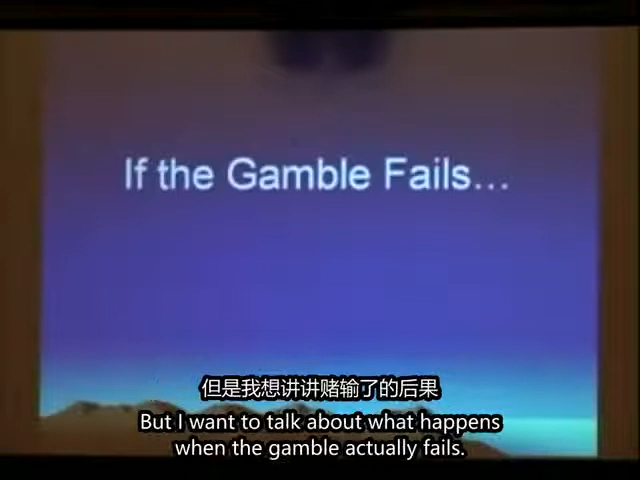 If the Gamble Fails...
但是我想讲讲赌输了的后果
But I want to talk about what happens
when the gamble actually fails.